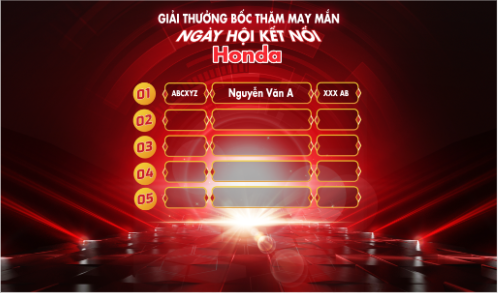 GIẢI THƯỞNG BỐC THĂM MAY MẮN
NGÀY HỘI KẾT NỐI
Honda
01 ABCXYZ Nguyễn Văn A XXX AB
02
03
04
05